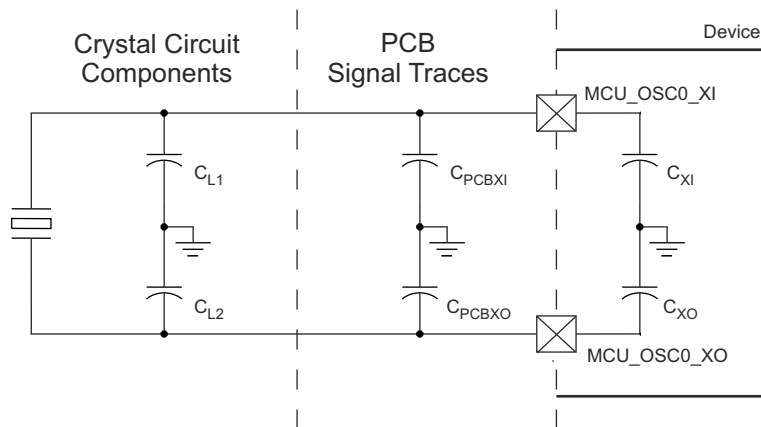 Crystal Circuit
Components
PCB
Signal Traces
Device
MCU_OSC0_XI
CL1
CPCBXI
CXI
CL2
CPCBXO
CXO
MCU_OSC0_XO